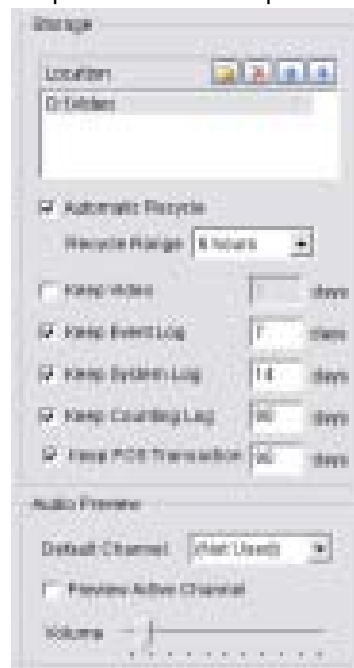 Storage
Location
D:\Video
Automatic Recycle
Recycle Range 6 hours
Keep Video days
Keep Event Log 7 days
Keep System Log 14 days
Keep Counting Log 90 days
Keep POS Transaction 90 days
Audio Preview
Default Channel (Not Used)
Preview Active Channel
Volume